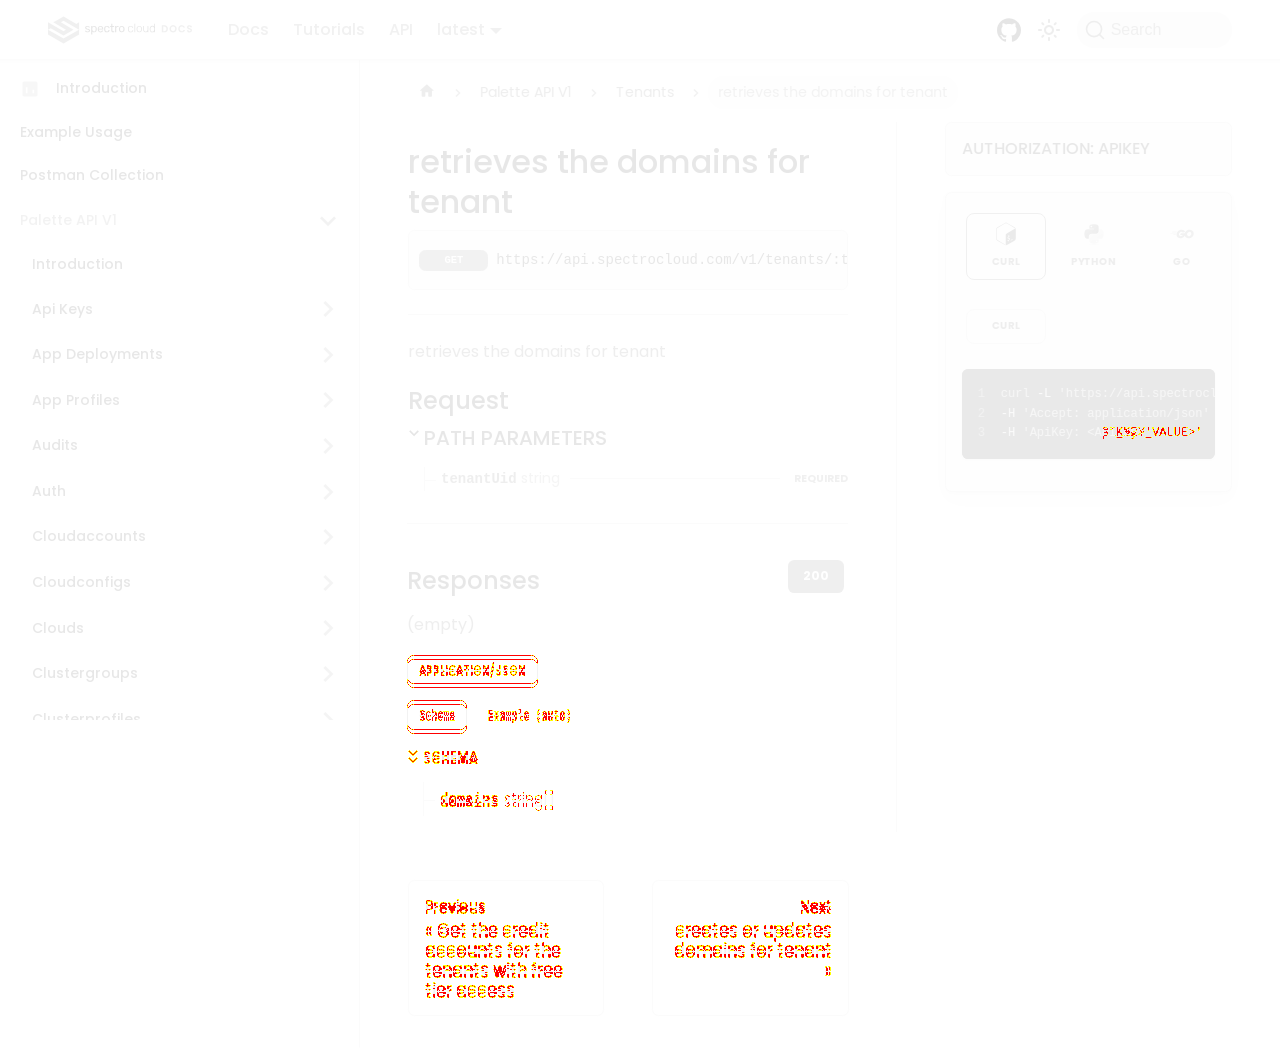 spectro cloud DOCS
Docs
Tutorials
API
latest
Search
Introduction
Example Usage
Postman Collection
Palette API V1
Introduction
Api Keys
App Deployments
App Profiles
Audits
Auth
Cloudaccounts
Cloudconfigs
Clouds
Clustergroups
Clusterprofiles
Palette API V1
Tenants
retrieves the domains for tenant
retrieves the domains for
tenant
GET https://api.spectrocloud.com/v1/tenants/:t
retrieves the domains for tenant
Request
PATH PARAMETERS
tenantUid string REQUIRED
Responses
200
(empty)
APPLICATION/JSON
Schema Example (auto)
SCHEMA
domains string[]
Previous
« Get the credit
accounts for the
tenants with free
tier access
Next
creates or updates
domains for tenant
»
AUTHORIZATION: APIKEY
CURL
PYTHON
GO
GO
CURL
1 curl -L 'https://api.spectrocl
2 -H 'Accept: application/json'
3 -H 'ApiKey: